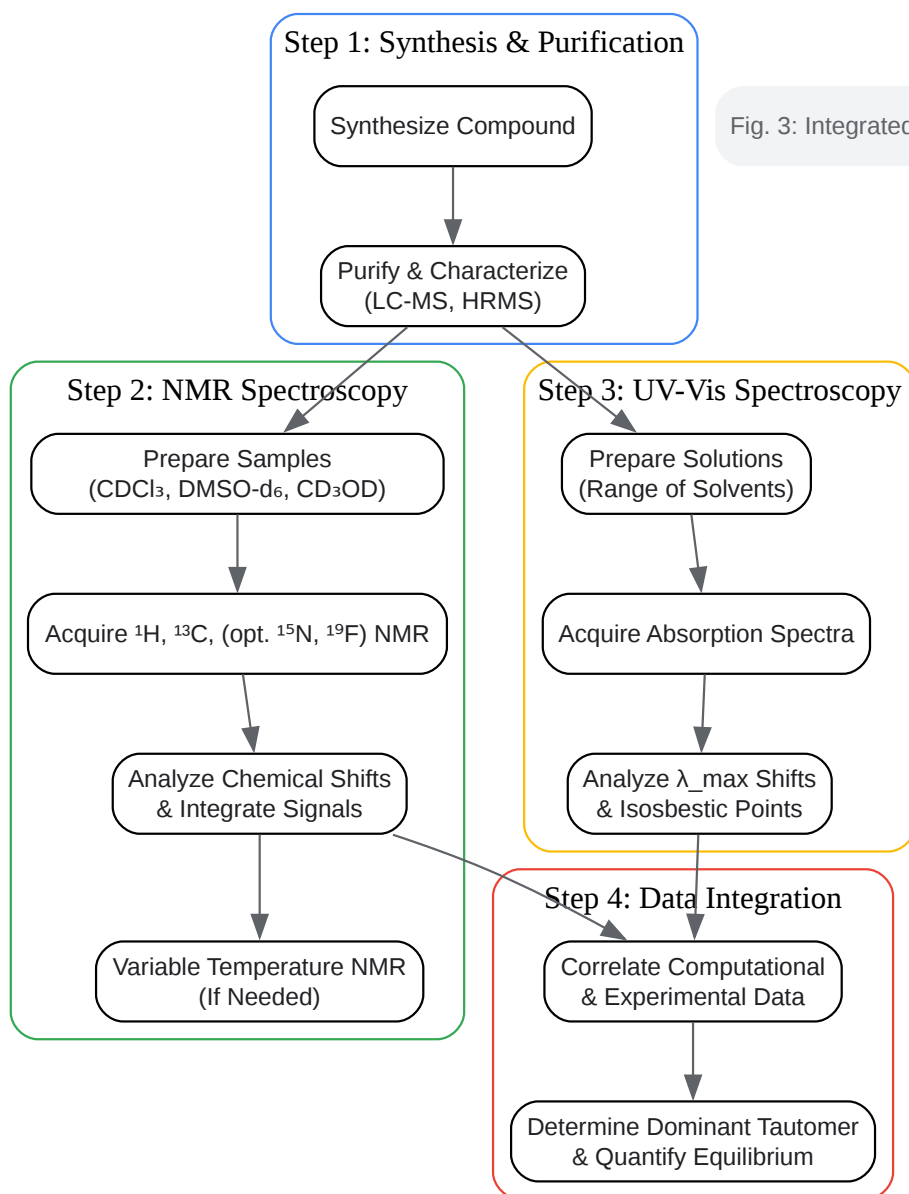 Step 1: Synthesis & Purification
Synthesize Compound
Fig. 3: Integrated
Purify & Characterize
(LC-MS, HRMS)
Step 2: NMR Spectroscopy
Prepare Samples
(CDCl₃, DMSO-d₆, CD₃OD)
Acquire ¹H, ¹³C, (opt. ¹⁵N, ¹⁹F) NMR
Analyze Chemical Shifts
& Integrate Signals
Variable Temperature NMR
(If Needed)
Step 3: UV-Vis Spectroscopy
Prepare Solutions
(Range of Solvents)
Acquire Absorption Spectra
Analyze λ_max Shifts
& Isosbestic Points
Step 4: Data Integration
Correlate Computational
& Experimental Data
Determine Dominant Tautomer
& Quantify Equilibrium